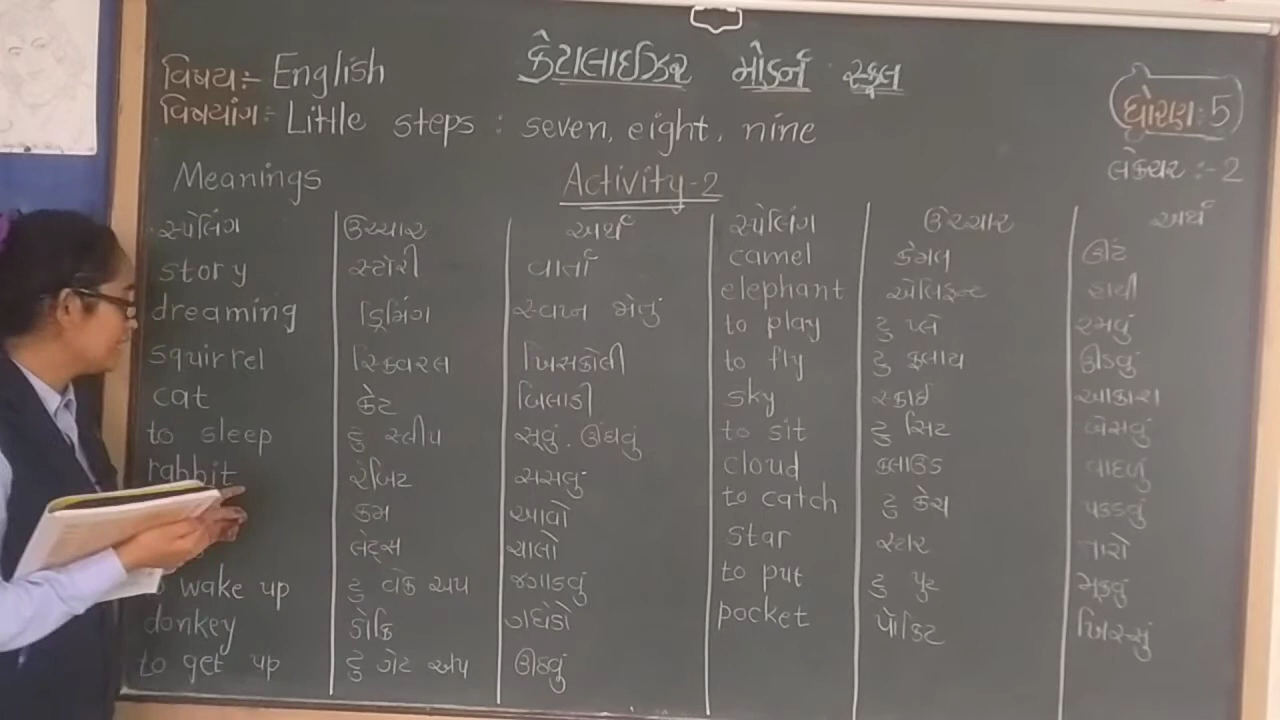 વિષય:- English
કેટાલાઈઝર મોડર્ન સ્કૂલ
ધોરણ: 5
વિષયાંગ:- Little steps : seven, eight, nine
લેક્ચર :- 2
Meanings
Activity-2
સ્પેલિંગ ઉચ્ચાર અર્થ સ્પેલિંગ ઉચ્ચાર અર્થ
story સ્ટોરી વાર્તા camel કેમલ ઊંટ
dreaming ડ્રિમિંગ સ્વપ્ન જોવું elephant એલિફન્ટ હાથી
squirrel સ્કિવરલ ખિસકોલી to play ટુ પ્લે રમવું
cat કેટ બિલાડી to fly ટુ ફ્લાય ઊડવું
to sleep ટુ સ્લીપ સૂવું. ઊંઘવું sky સ્કાઈ આકાશ
rabbit રેબિટ સસલું to sit ટુ સિટ બેસવું
કમ આવો cloud ક્લાઉડ વાદળું
લેટ્સ ચાલો to catch ટુ કેચ પકડવું
wake up ટુ વેક અપ જગાડવું star સ્ટાર તારો
donkey ડોંકિ ગધેડો to put ટુ પુટ મૂકવું
to get up ટુ ગેટ અપ ઊઠવું pocket પૉકિટ ખિસ્સું